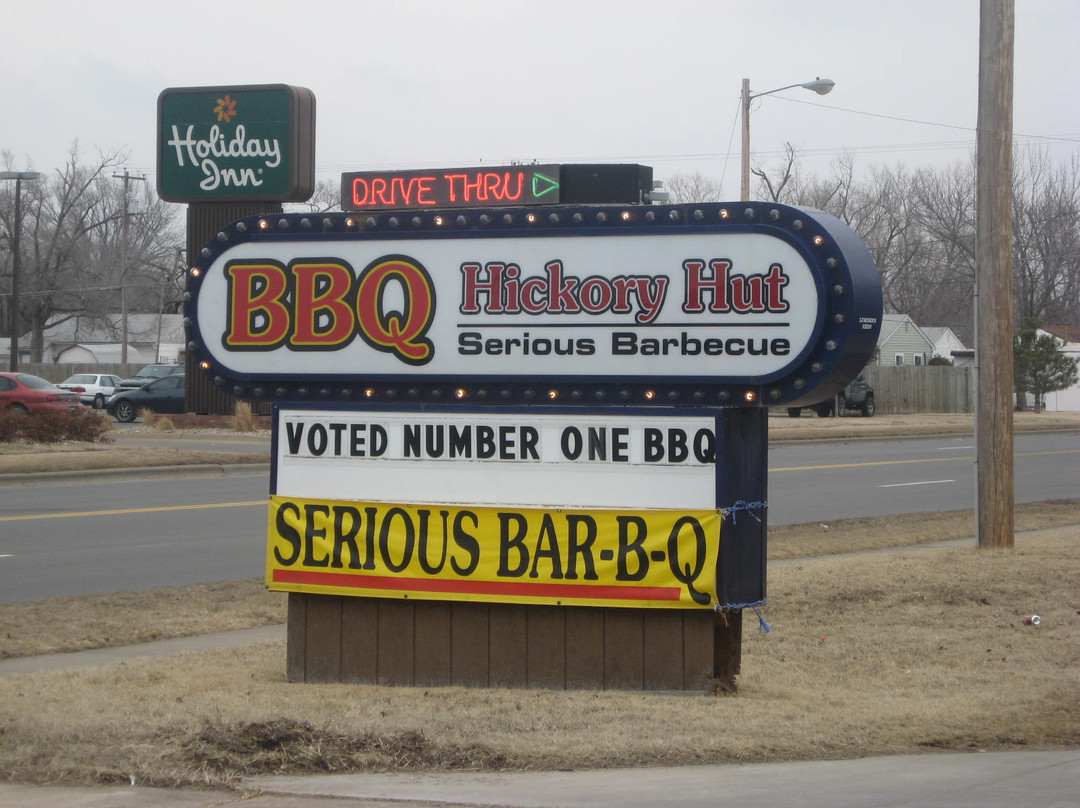 Holiday
Inn
DRIVE THRU
BBQ
Hickory Hut
Serious Barbecue
VOTED NUMBER ONE BBQ
SERIOUS BAR-B-Q